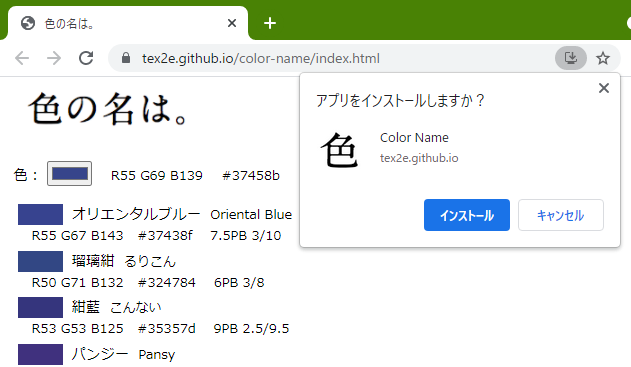 色の名は。
tex2e.github.io/color-name/index.html
色の名は。
アプリをインストールしますか？
色
Color Name
tex2e.github.io
インストール
キャンセル
色： R55 G69 B139 #37458b
オリエンタルブルー Oriental Blue
R55 G67 B143 #37438f 7.5PB 3/10
瑠璃紺 るりこん
R50 G71 B132 #324784 6PB 3/8
紺藍 こんない
R53 G53 B125 #35357d 9PB 2.5/9.5
パンジー Pansy